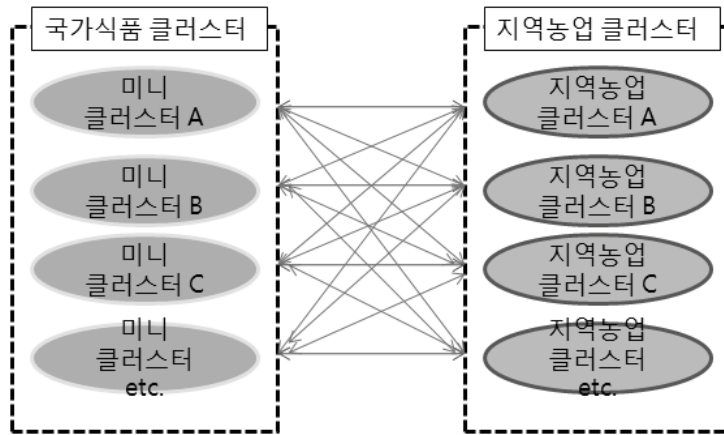 국가식품 클러스터
미니
클러스터 A
미니
클러스터 B
미니
클러스터 C
미니
클러스터
etc.
지역농업 클러스터
지역농업
클러스터 A
지역농업
클러스터 B
지역농업
클러스터 C
지역농업
클러스터
etc.